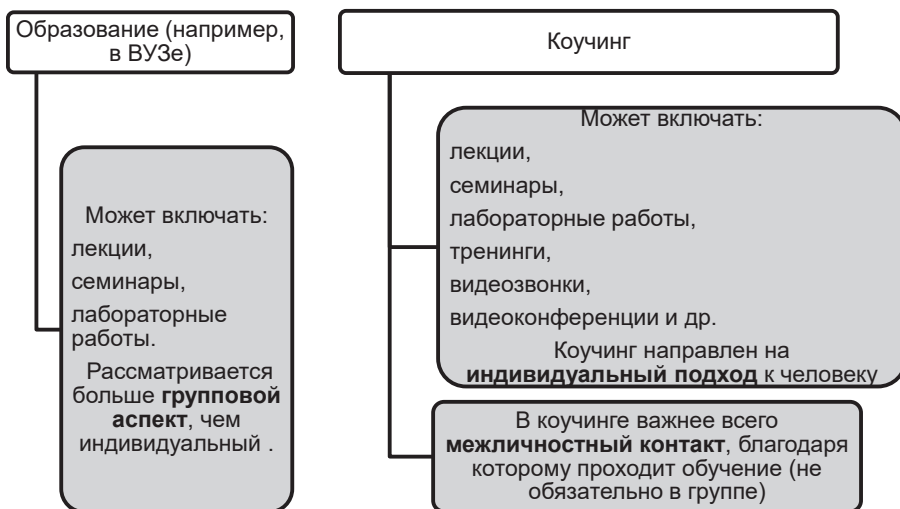 Образование (например,
в ВУЗе)
Может включать:
лекции,
семинары,
лабораторные
работы.
Рассматривается
больше групповой
аспект, чем
индивидуальный .
Коучинг
Может включать:
лекции,
семинары,
лабораторные работы,
тренинги,
видеозвонки,
видеоконференции и др.
Коучинг направлен на
индивидуальный подход к человеку
В коучинге важнее всего
межличностный контакт, благодаря
которому проходит обучение (не
обязательно в группе)